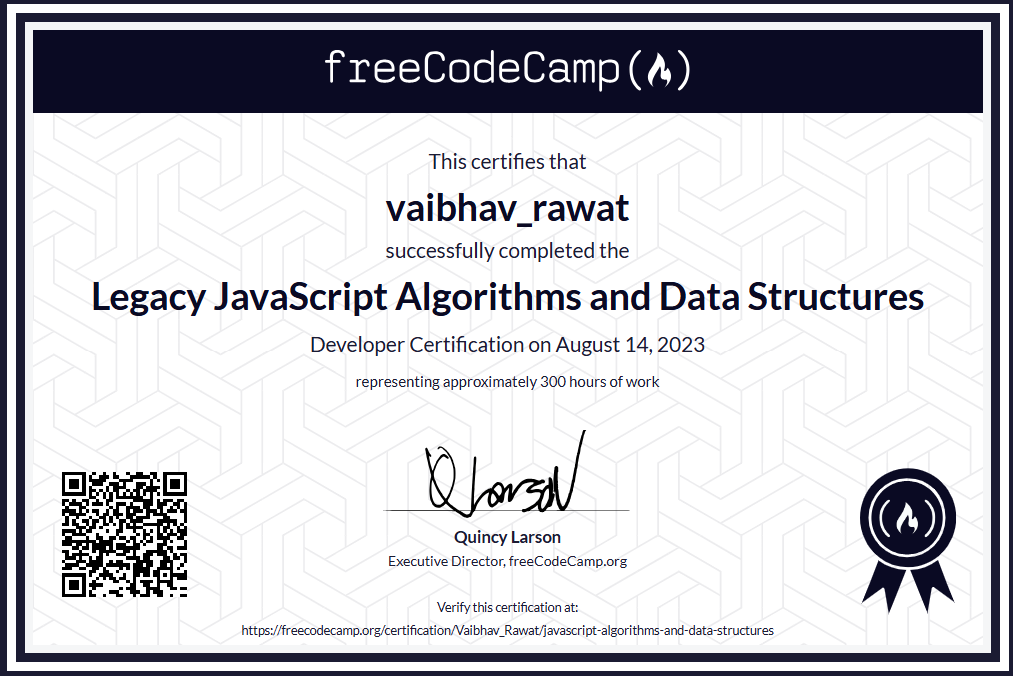 freeCodeCamp
This certifies that
vaibhav_rawat
successfully completed the
Legacy JavaScript Algorithms and Data Structures
Developer Certification on August 14, 2023
representing approximately 300 hours of work
Quincy Larson
Executive Director, freeCodeCamp.org
Verify this certification at:
https://freecodecamp.org/certification/Vaibhav_Rawat/javascript-algorithms-and-data-structures